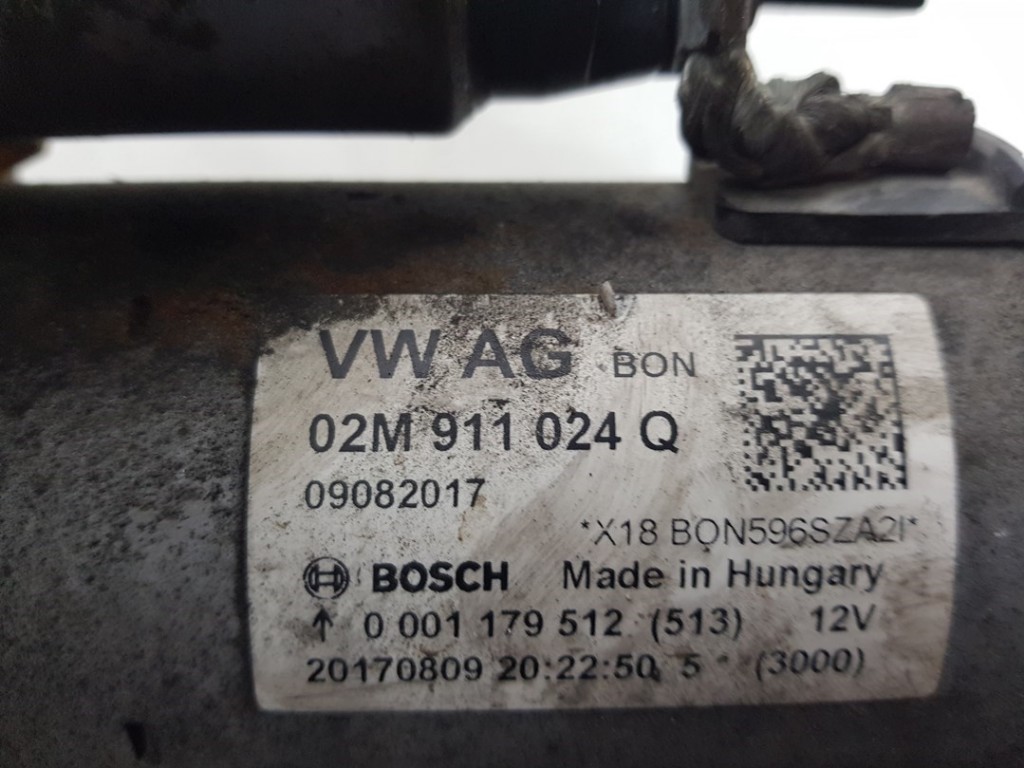 VW AG BON
02M 911 024 Q
09082017
*X18 BON596SZA2I*
BOSCH Made in Hungary
↑ 0 001 179 512 (513) 12V
20170809 20:22:50 5 (3000)